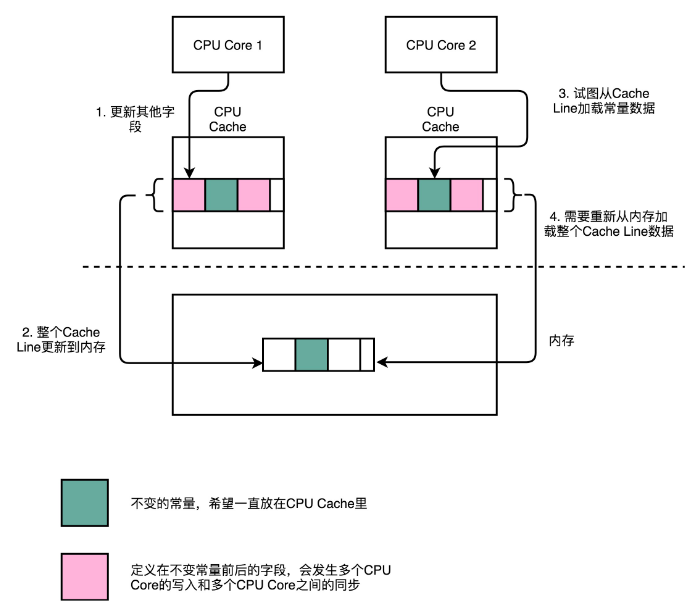 CPU Core 1
CPU Core 2
1. 更新其他字
段
CPU
Cache
CPU
Cache
3. 试图从Cache
Line加载常量数据
4. 需要重新从内存加
载整个Cache Line数据
2. 整个Cache
Line更新到内存
内存
不变的常量，希望一直放在CPU Cache里
定义在不变常量前后的字段，会发生多个CPU
Core的写入和多个CPU Core之间的同步